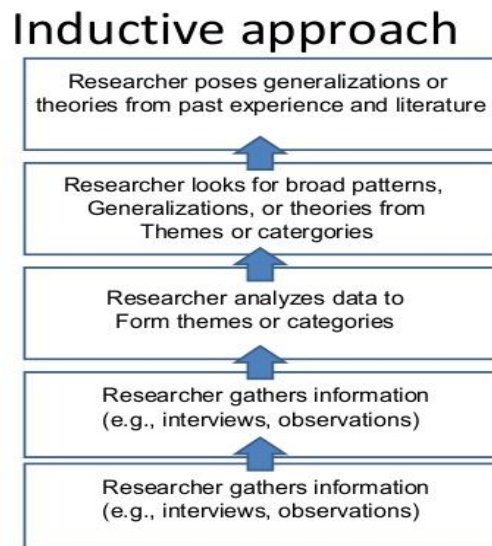 Inductive approach
Researcher poses generalizations or
theories from past experience and literature
Researcher looks for broad patterns,
Generalizations, or theories from
Themes or catergories
Researcher analyzes data to
Form themes or categories
Researcher gathers information
(e.g., interviews, observations)
Researcher gathers information
(e.g., interviews, observations)